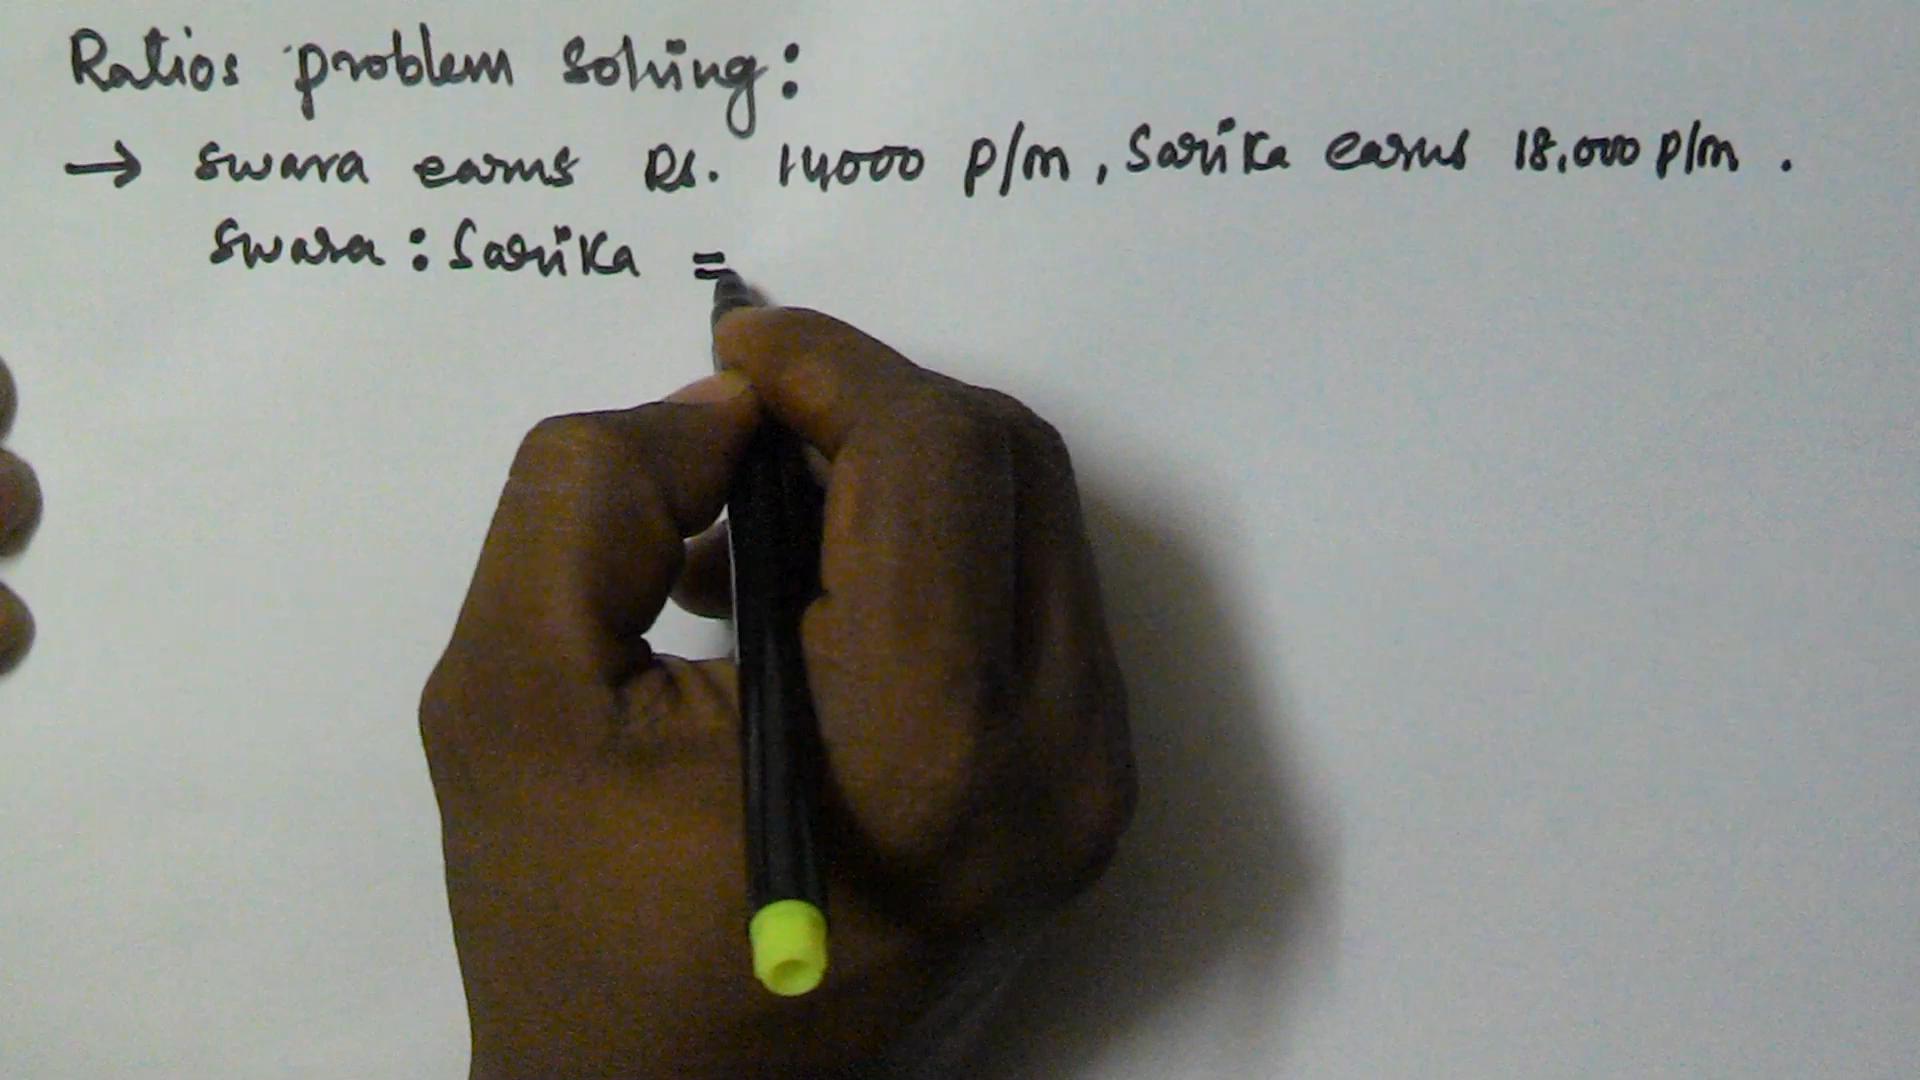 Ratios problem solving:
→ Swara earns Rs. 14000 P/m, Sarika earns 18,000 P/m.
Swara : Sarika =